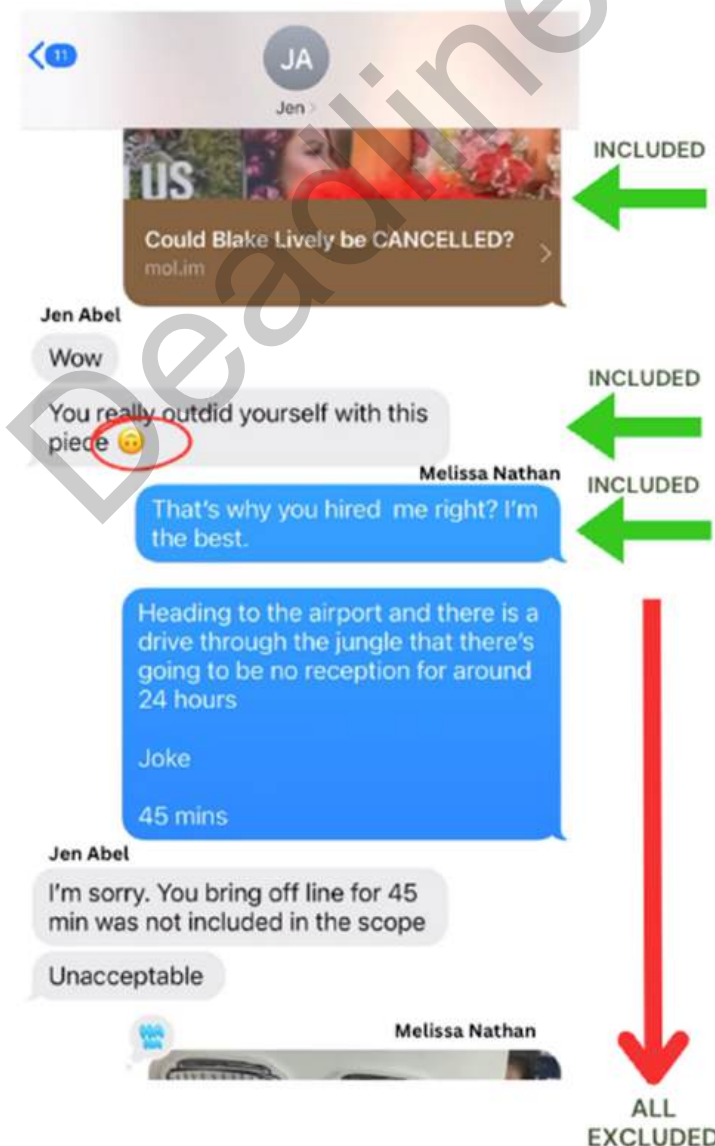 11
JA
Jen >
US
INCLUDED
Could Blake Lively be CANCELLED?
mol.im
Jen Abel
Wow
INCLUDED
You really outdid yourself with this
piece 🙃
Melissa Nathan
INCLUDED
That's why you hired me right? I'm
the best.
Heading to the airport and there is a
drive through the jungle that there's
going to be no reception for around
24 hours
Joke
45 mins
Jen Abel
I'm sorry. You bring off line for 45
min was not included in the scope
Unacceptable
Melissa Nathan
ALL
EXCLUDED
Deadline